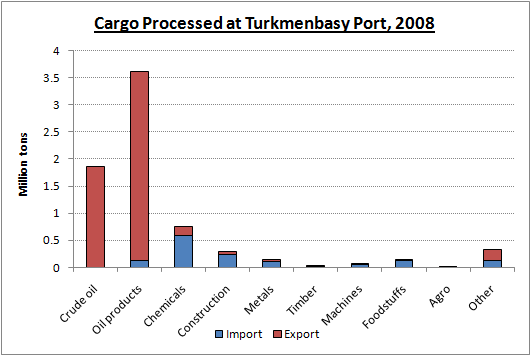 Cargo Processed at Turkmenbasy Port, 2008
4
3.5
3
2.5
2
1.5
1
0.5
0
Million tons
Crude oil
Oil products
Chemicals
Construction
Metals
Timber
Machines
Foodstuffs
Agro
Other
Import
Export